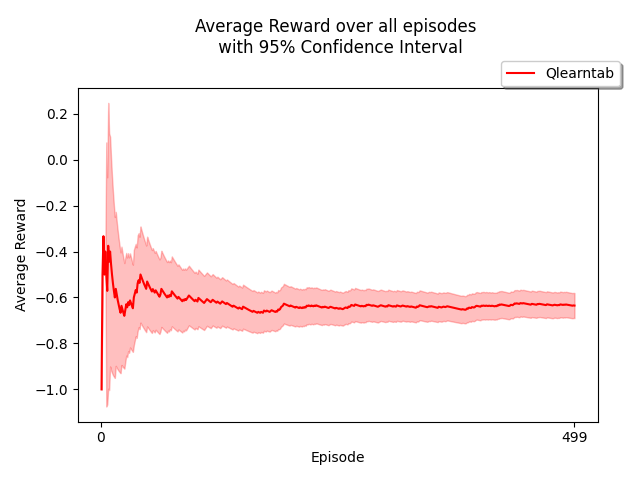 Average Reward over all episodes
with 95% Confidence Interval
Qlearntab
0.2
0.0
−0.2
−0.4
−0.6
−0.8
−1.0
Average Reward
0
499
Episode